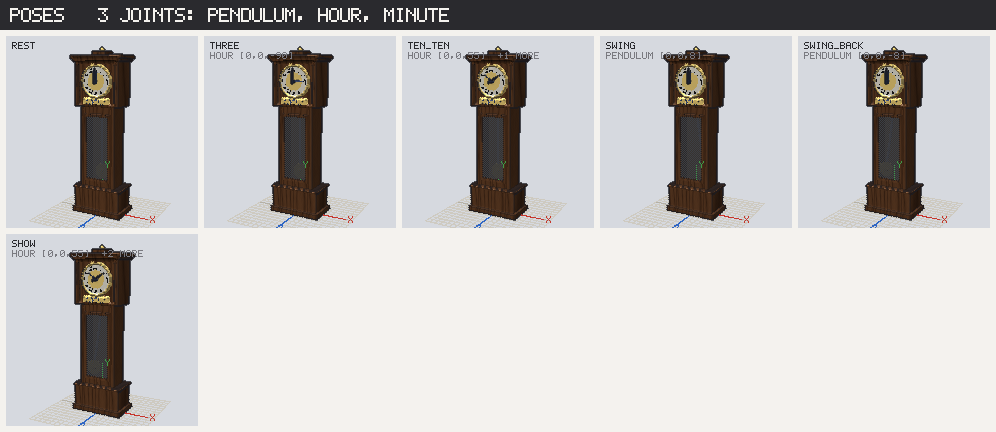 POSES 3 JOINTS: PENDULUM, HOUR, MINUTE
REST
THREE
HOUR [0,0,-90]
TEN_TEN
HOUR [0,0,55] +1 MORE
SWING
PENDULUM [0,0,8]
SWING_BACK
PENDULUM [0,0,-8]
Y
Y
Y
Y
Y
X
X
X
X
X
SHOW
HOUR [0,0,55] +2 MORE
Y
X